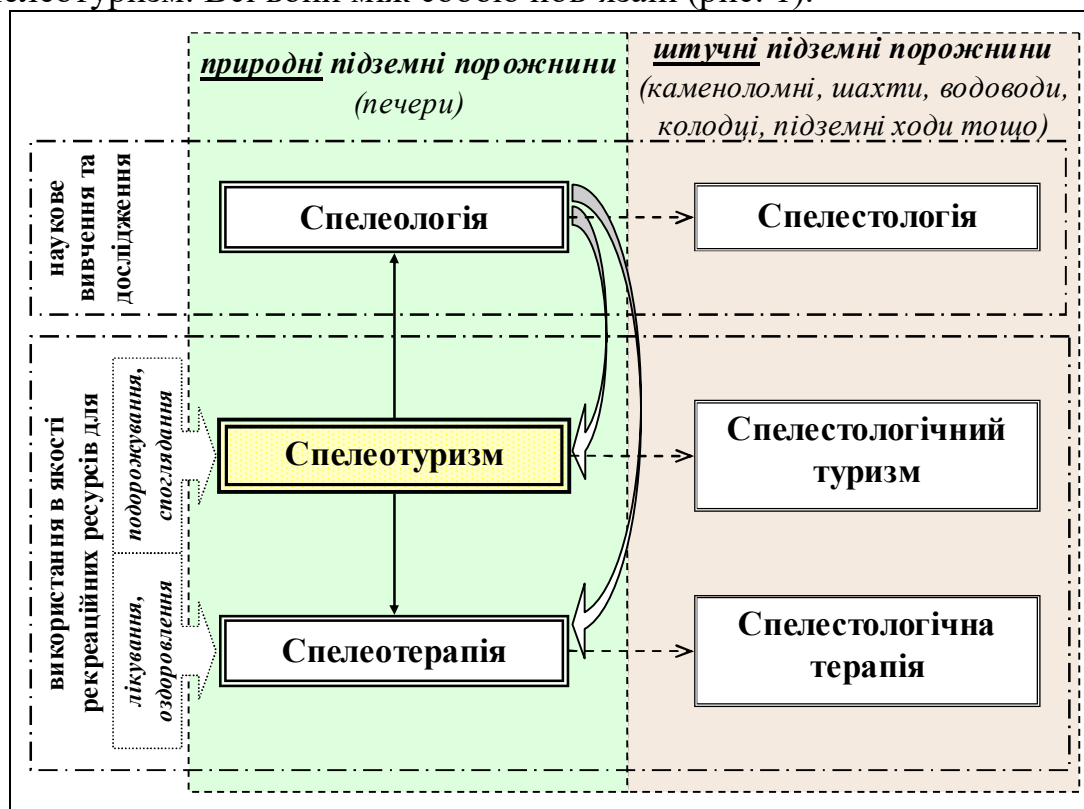 елеотуризм. Всі вони між собою пов'язані (рис. 1).
природні підземні порожнини
(печери)
штучні підземні порожнини
(каменоломні, шахти, водоводи,
колодці, підземні ходи тощо)
наукове
вивчення та
дослідження
Спелеологія
Спелестологія
використання в якості
рекреаційних ресурсів для
подорожування,
споглядання
Спелеотуризм
Спелестологічний
туризм
лікування,
оздоровлення
Спелеотерапія
Спелестологічна
терапія